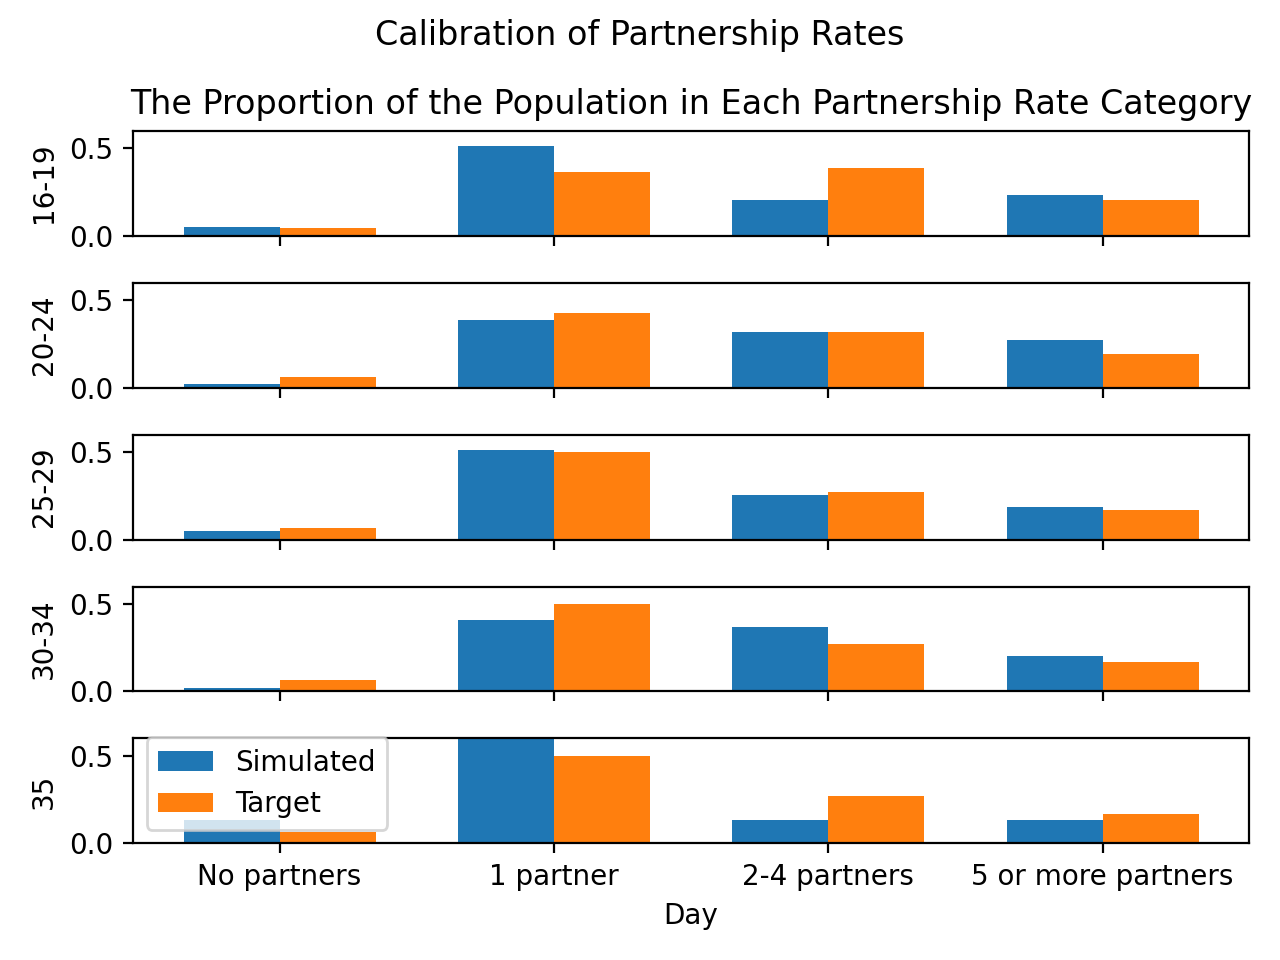 Calibration of Partnership Rates
The Proportion of the Population in Each Partnership Rate Category
16-19
0.5
0.0
20-24
0.5
0.0
25-29
0.5
0.0
30-34
0.5
0.0
35
0.5
0.0
Simulated
Target
No partners 1 partner 2-4 partners 5 or more partners
Day